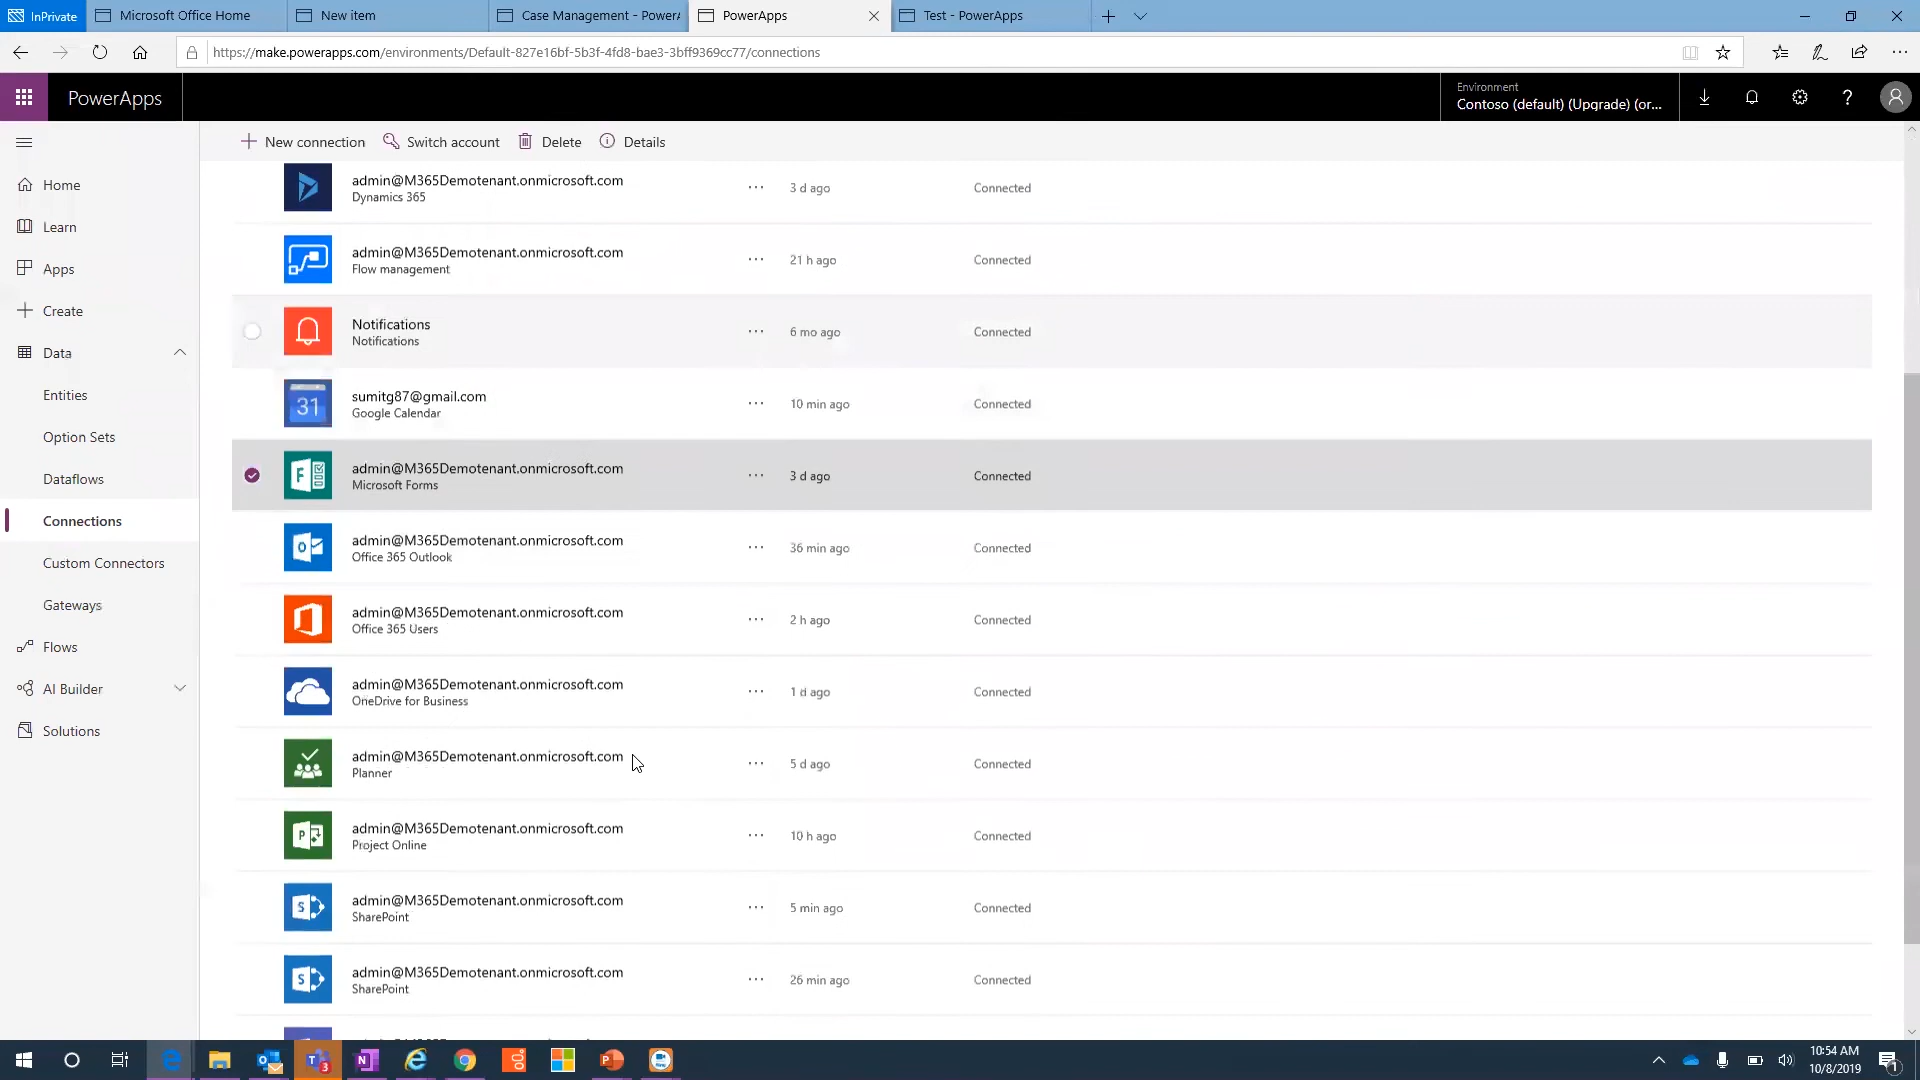 InPrivate
Microsoft Office Home
New item
Case Management - PowerA
PowerApps
Test - PowerApps
https://make.powerapps.com/environments/Default-827e16bf-5b3f-4fd8-bae3-3bff9369cc77/connections
PowerApps
Environment
Contoso (default) (Upgrade) (or...
?
New connection
Switch account
Delete
Details
Home
Learn
Apps
Create
Data
Entities
Option Sets
Dataflows
Connections
Custom Connectors
Gateways
Flows
AI Builder
Solutions
admin@M365Demotenant.onmicrosoft.com
Dynamics 365
... 3 d ago Connected
admin@M365Demotenant.onmicrosoft.com
Flow management
... 21 h ago Connected
Notifications
Notifications
... 6 mo ago Connected
31
sumitg87@gmail.com
Google Calendar
... 10 min ago Connected
F
admin@M365Demotenant.onmicrosoft.com
Microsoft Forms
... 3 d ago Connected
admin@M365Demotenant.onmicrosoft.com
Office 365 Outlook
... 36 min ago Connected
admin@M365Demotenant.onmicrosoft.com
Office 365 Users
... 2 h ago Connected
admin@M365Demotenant.onmicrosoft.com
OneDrive for Business
... 1 d ago Connected
admin@M365Demotenant.onmicrosoft.com
Planner
... 5 d ago Connected
P
admin@M365Demotenant.onmicrosoft.com
Project Online
... 10 h ago Connected
S
admin@M365Demotenant.onmicrosoft.com
SharePoint
... 5 min ago Connected
S
admin@M365Demotenant.onmicrosoft.com
SharePoint
... 26 min ago Connected
10:54 AM
10/8/2019